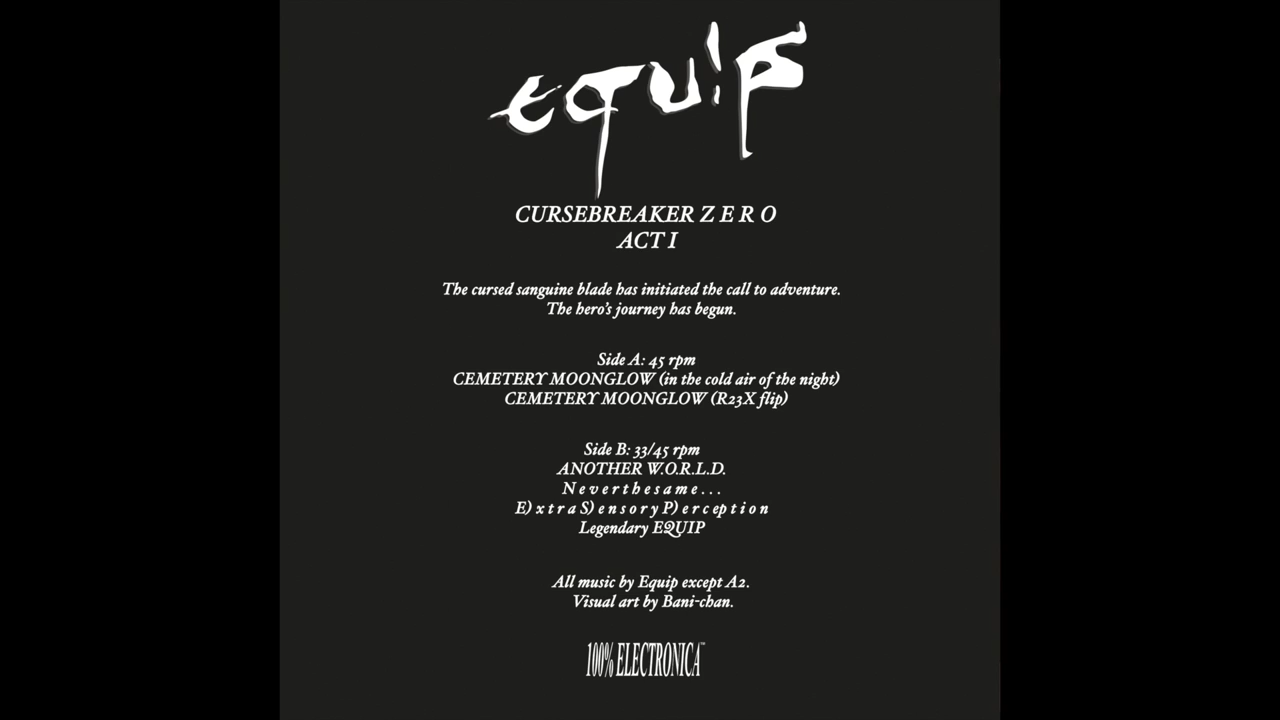 equip
CURSEBREAKER Z E R O
ACT I
The cursed sanguine blade has initiated the call to adventure.
The hero's journey has begun.
Side A: 45 rpm
CEMETERY MOONGLOW (in the cold air of the night)
CEMETERY MOONGLOW (R23X flip)
Side B: 33/45 rpm
ANOTHER W.O.R.L.D.
N e v e r t h e s a m e . . .
E) x t r a S) e n s o r y P) e r c e p t i o n
Legendary EQUIP
All music by Equip except A2.
Visual art by Bani-chan.
100% ELECTRONICA™